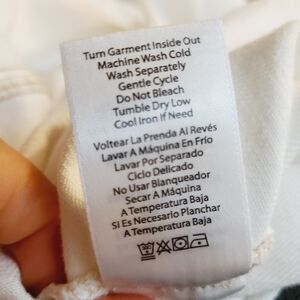 Turn Garment Inside Out
Machine Wash Cold
Wash Separately
Gentle Cycle
Do Not Bleach
Tumble Dry Low
Cool Iron If Need
Voltear La Prenda Al Revés
Lavar A Máquina En Frío
Lavar Por Separado
Ciclo Delicado
No Usar Blanqueador
Secar A Máquina
A Temperatura Baja
Si Es Necesario Planchar
A Temperatura Baja